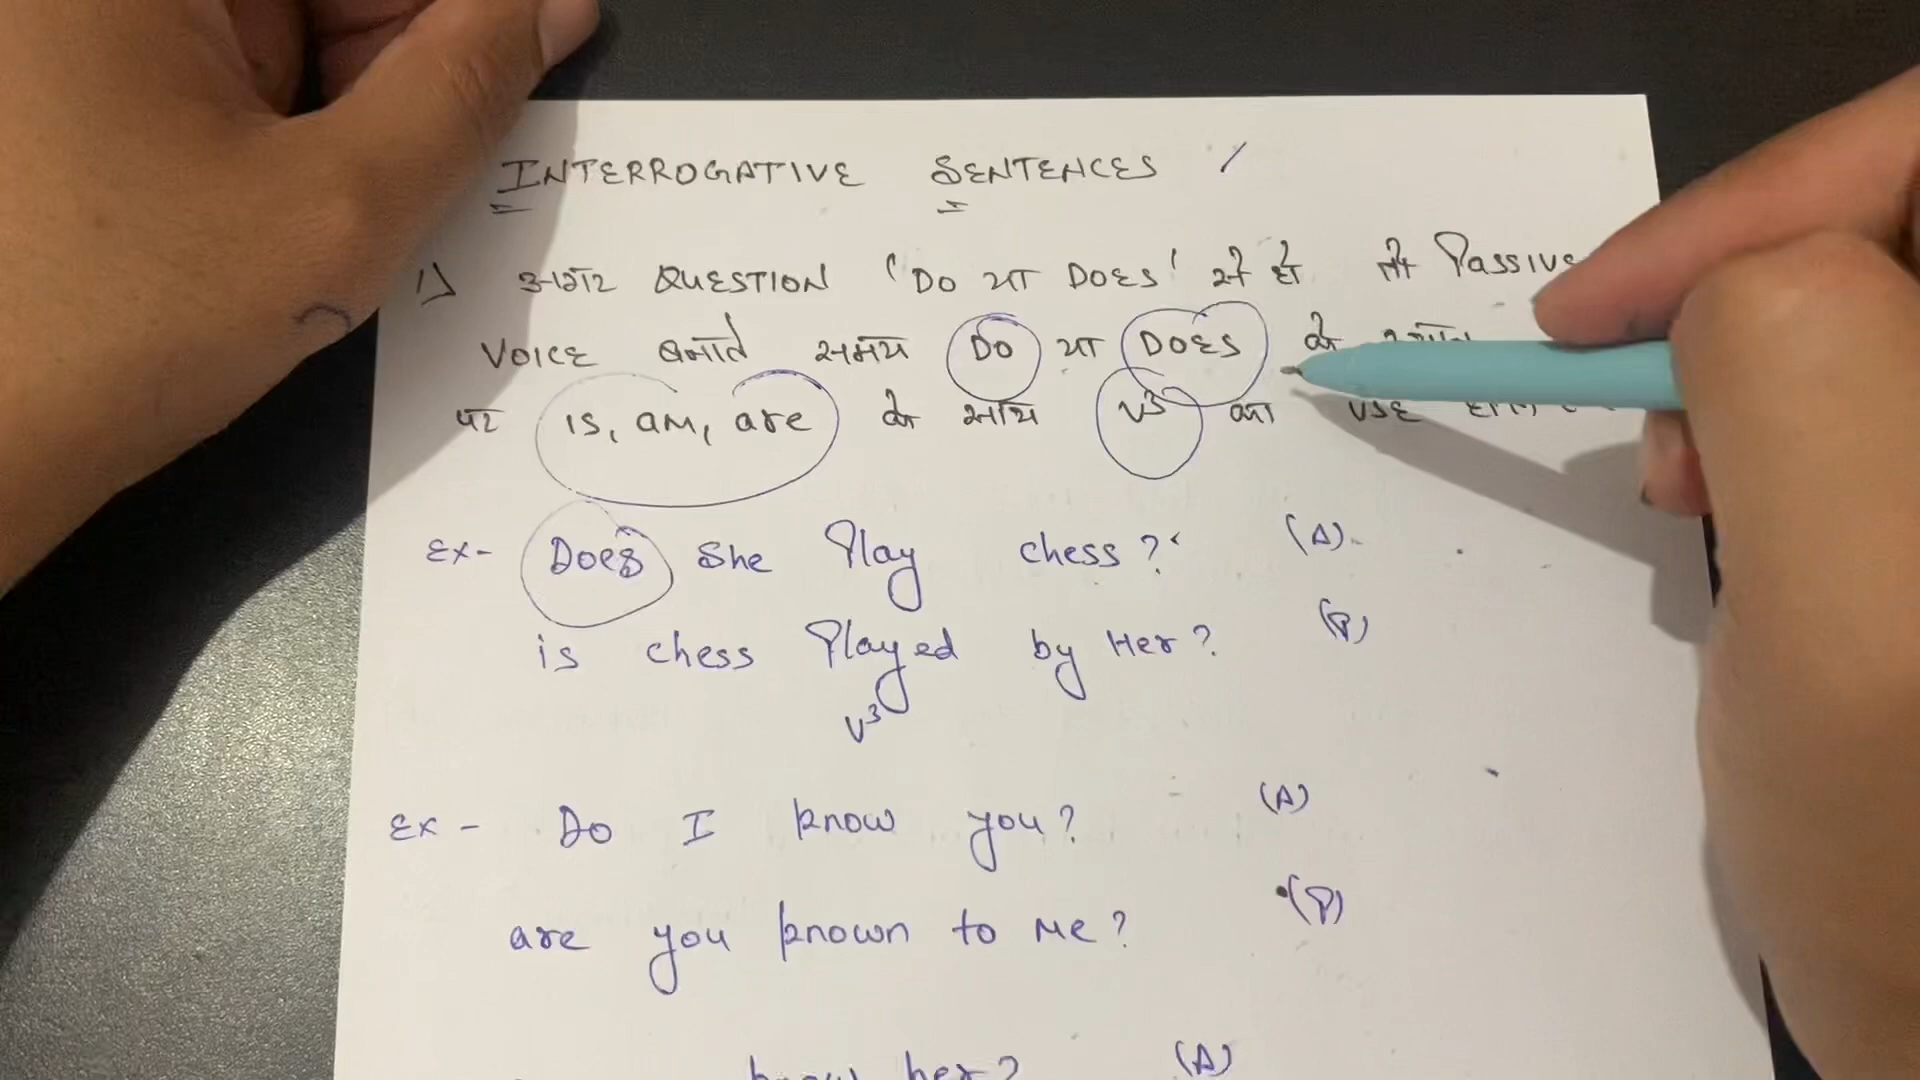 INTERROGATIVE SENTENCES
1) अगर QUESTION 'DO या DOES' से हो तो Passive
VOICE बनाते समय DO या DOES के स्थान
पर is, am, are के साथ V3 का USE
Ex- Does She Play chess? (A)
is chess Played by Her? (P)
V3
Ex - Do I know you? (A)
are you known to Me? (P)
know her? (A)